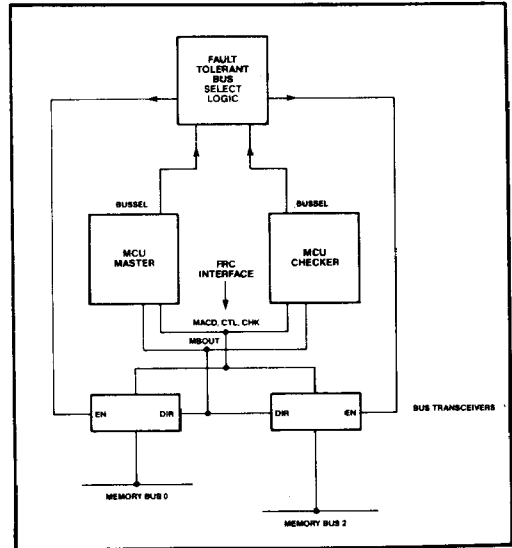 FAULT
TOLERANT
BUS
SELECT
LOGIC
BUSSEL
BUSSEL
MCU
MASTER
FRC
INTERFACE
MCU
CHECKER
MACD, CTL, CHK
MBOUT
EN
DIR
DIR
EN
BUS TRANSCEIVERS
MEMORY BUS 0
MEMORY BUS 2